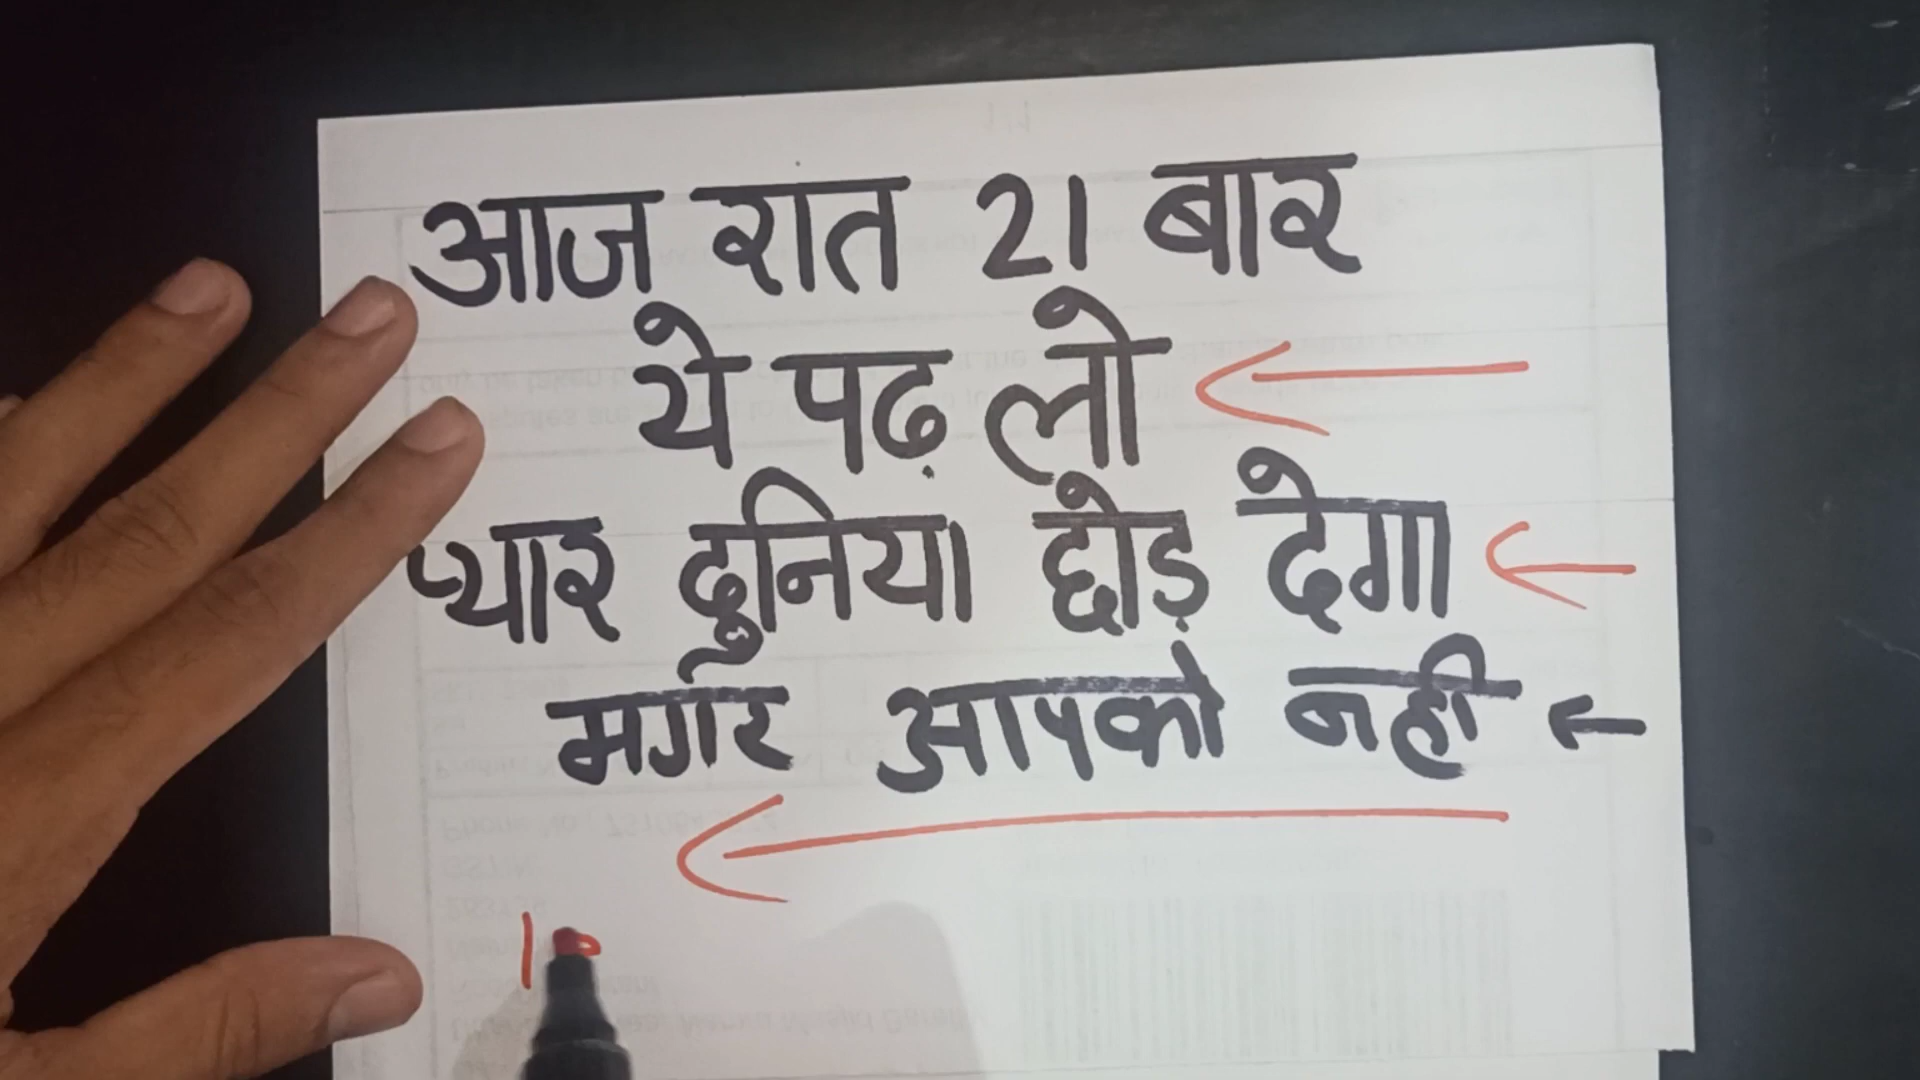 आज रात 21 बार
ये पढ़ लो
प्यार दुनिया छोड़ देगा
मगर आपको नही